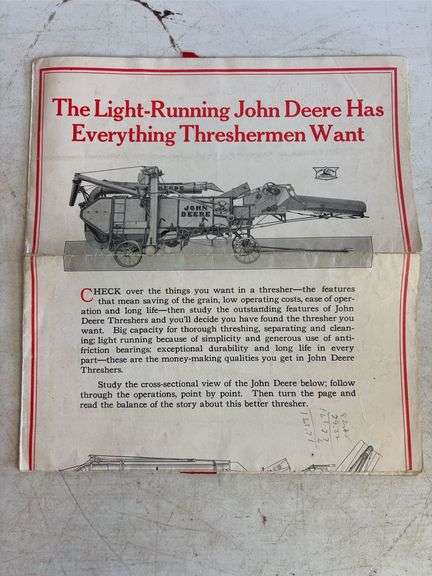 The Light-Running John Deere Has
Everything Threshermen Want
JOHN
DEERE
CHECK over the things you want in a thresher—the features
that mean saving of the grain, low operating costs, ease of oper-
ation and long life—then study the outstanding features of John
Deere Threshers and you'll decide you have found the thresher you
want. Big capacity for thorough threshing, separating and clean-
ing; light running because of simplicity and generous use of anti-
friction bearings; exceptional durability and long life in every
part—these are the money-making qualities you get in John Deere
Threshers.
Study the cross-sectional view of the John Deere below; follow
through the operations, point by point. Then turn the page and
read the balance of the story about this better thresher.